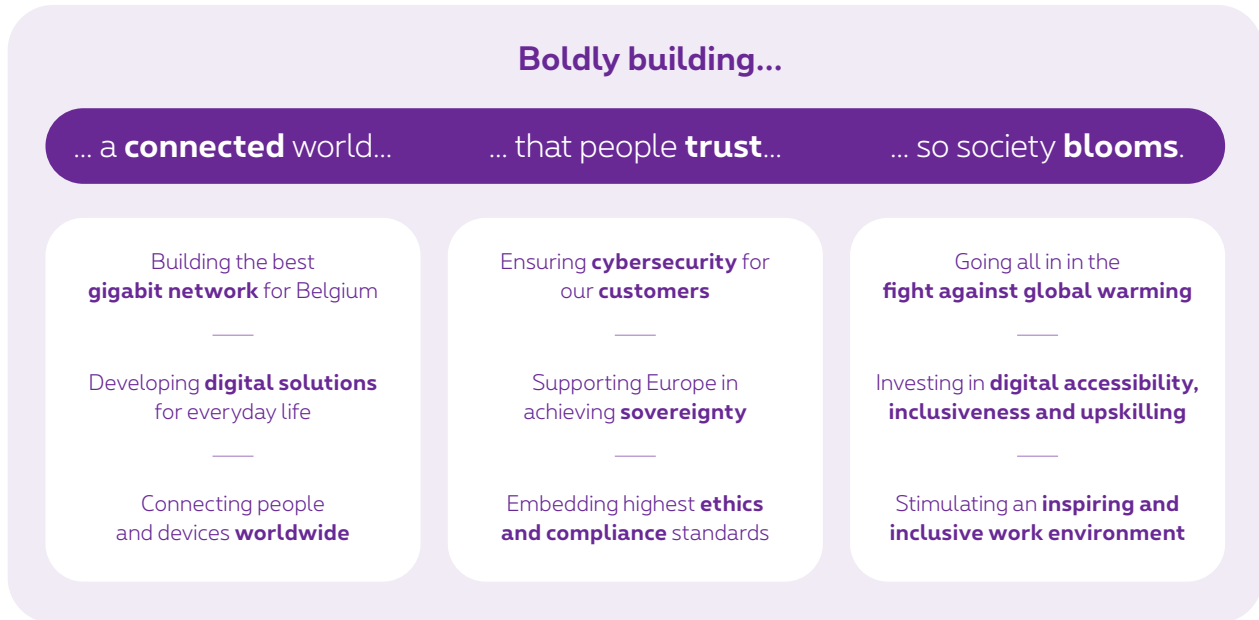 Boldly building...
... a connected world...
... that people trust...
... so society blooms.
Building the best
gigabit network for Belgium
Developing digital solutions
for everyday life
Connecting people
and devices worldwide
Ensuring cybersecurity for
our customers
Supporting Europe in
achieving sovereignty
Embedding highest ethics
and compliance standards
Going all in in the
fight against global warming
Investing in digital accessibility,
inclusiveness and upskilling
Stimulating an inspiring and
inclusive work environment